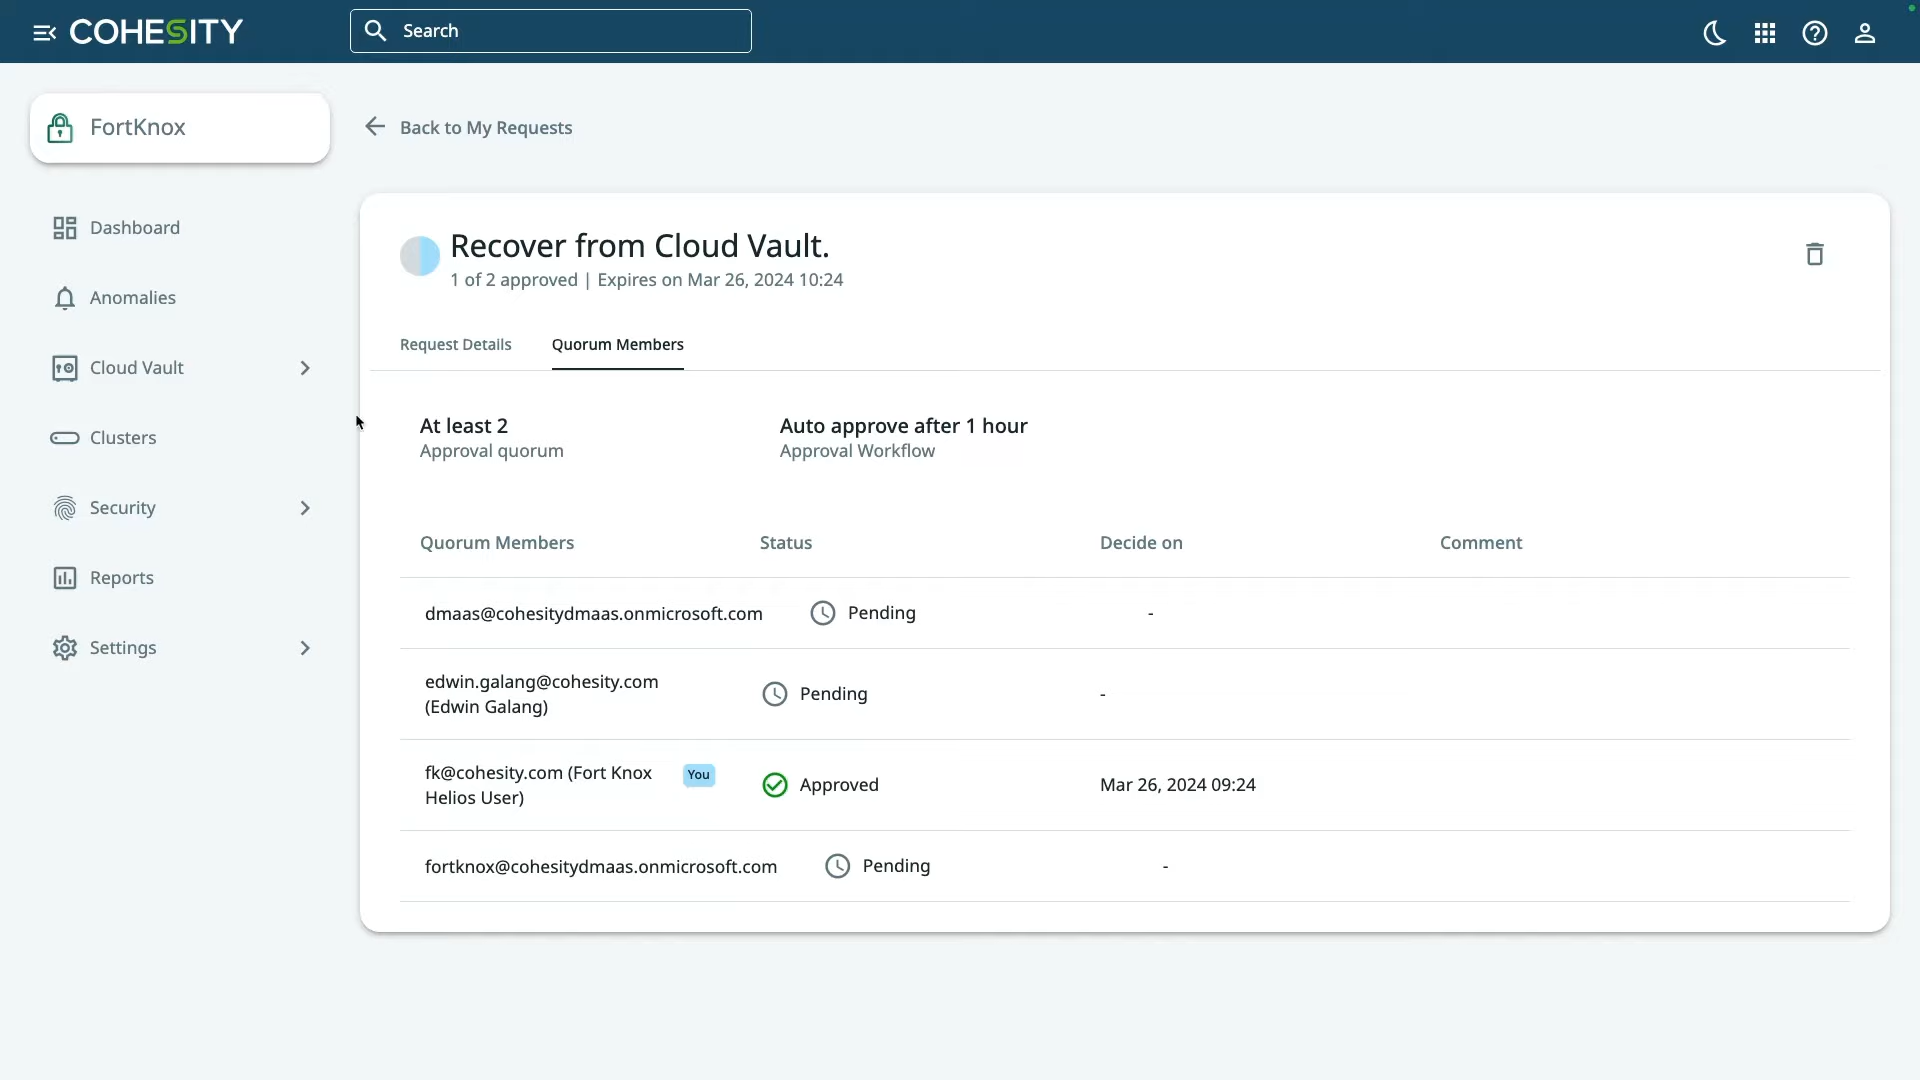 COHESITY
Search
FortKnox
Back to My Requests
Dashboard
Anomalies
Cloud Vault
Clusters
Security
Reports
Settings
Recover from Cloud Vault.
1 of 2 approved | Expires on Mar 26, 2024 10:24
Request Details
Quorum Members
At least 2
Approval quorum
Auto approve after 1 hour
Approval Workflow
Quorum Members Status Decide on Comment
dmaas@cohesitydmaas.onmicrosoft.com Pending -
edwin.galang@cohesity.com
(Edwin Galang) Pending -
fk@cohesity.com (Fort Knox
Helios User) You Approved Mar 26, 2024 09:24
fortknox@cohesitydmaas.onmicrosoft.com Pending -